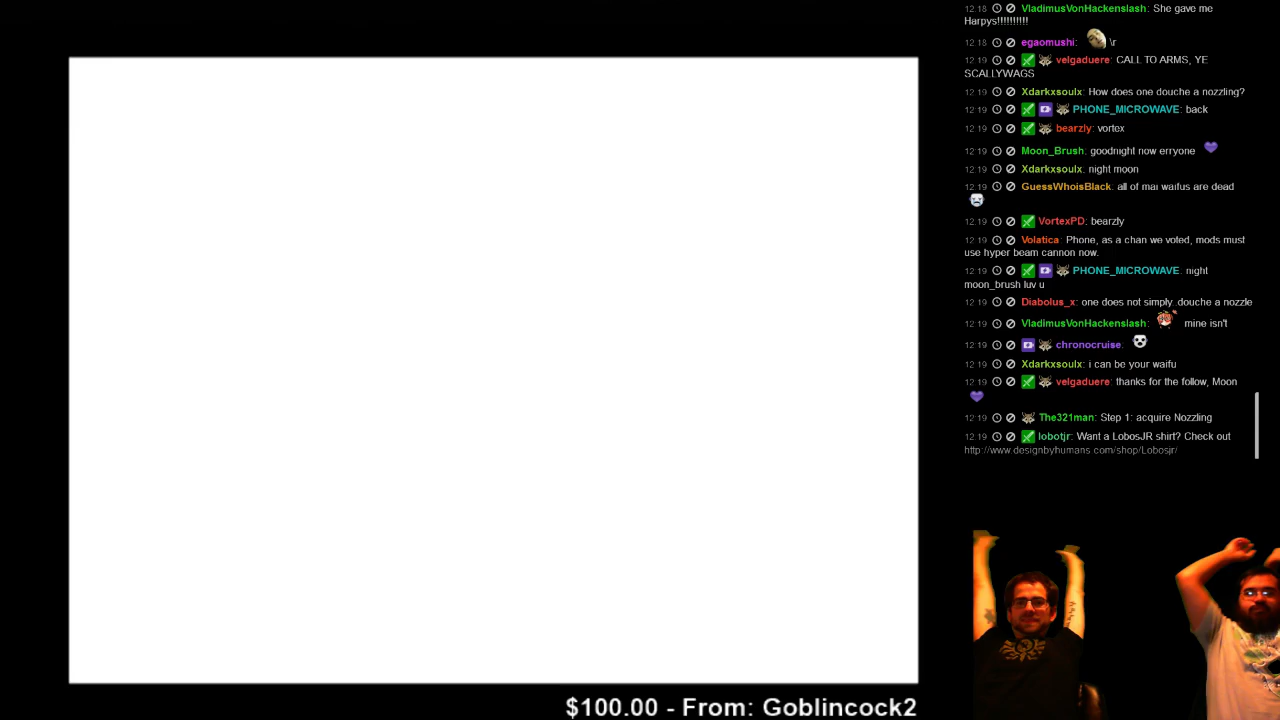 12.18 VladimusVonHackenslash: She gave me
Harpys!!!!!!!!!!
12.18 egaomushi: \r
12.19 velgaduere: CALL TO ARMS, YE
SCALLYWAGS
12.19 Xdarkxsoulx: How does one douche a nozzling?
12.19 PHONE_MICROWAVE: back
12.19 bearzly: vortex
12.19 Moon_Brush: goodnight now erryone
12.19 Xdarkxsoulx: night moon
12.19 GuessWhoisBlack: all of mai waifus are dead
12.19 VortexPD: bearzly
12.19 Volatica: Phone, as a chan we voted, mods must
use hyper beam cannon now.
12.19 PHONE_MICROWAVE: night
moon_brush luv u
12.19 Diabolus_x: one does not simply..douche a nozzle
12.19 VladimusVonHackenslash: mine isn't
12.19 chronocruise:
12.19 Xdarkxsoulx: i can be your waifu
12.19 velgaduere: thanks for the follow, Moon
12.19 The321man: Step 1: acquire Nozzling
12.19 lobotjr: Want a LobosJR shirt? Check out
http://www.designbyhumans.com/shop/Lobosjr/
$100.00 - From: Goblincock2